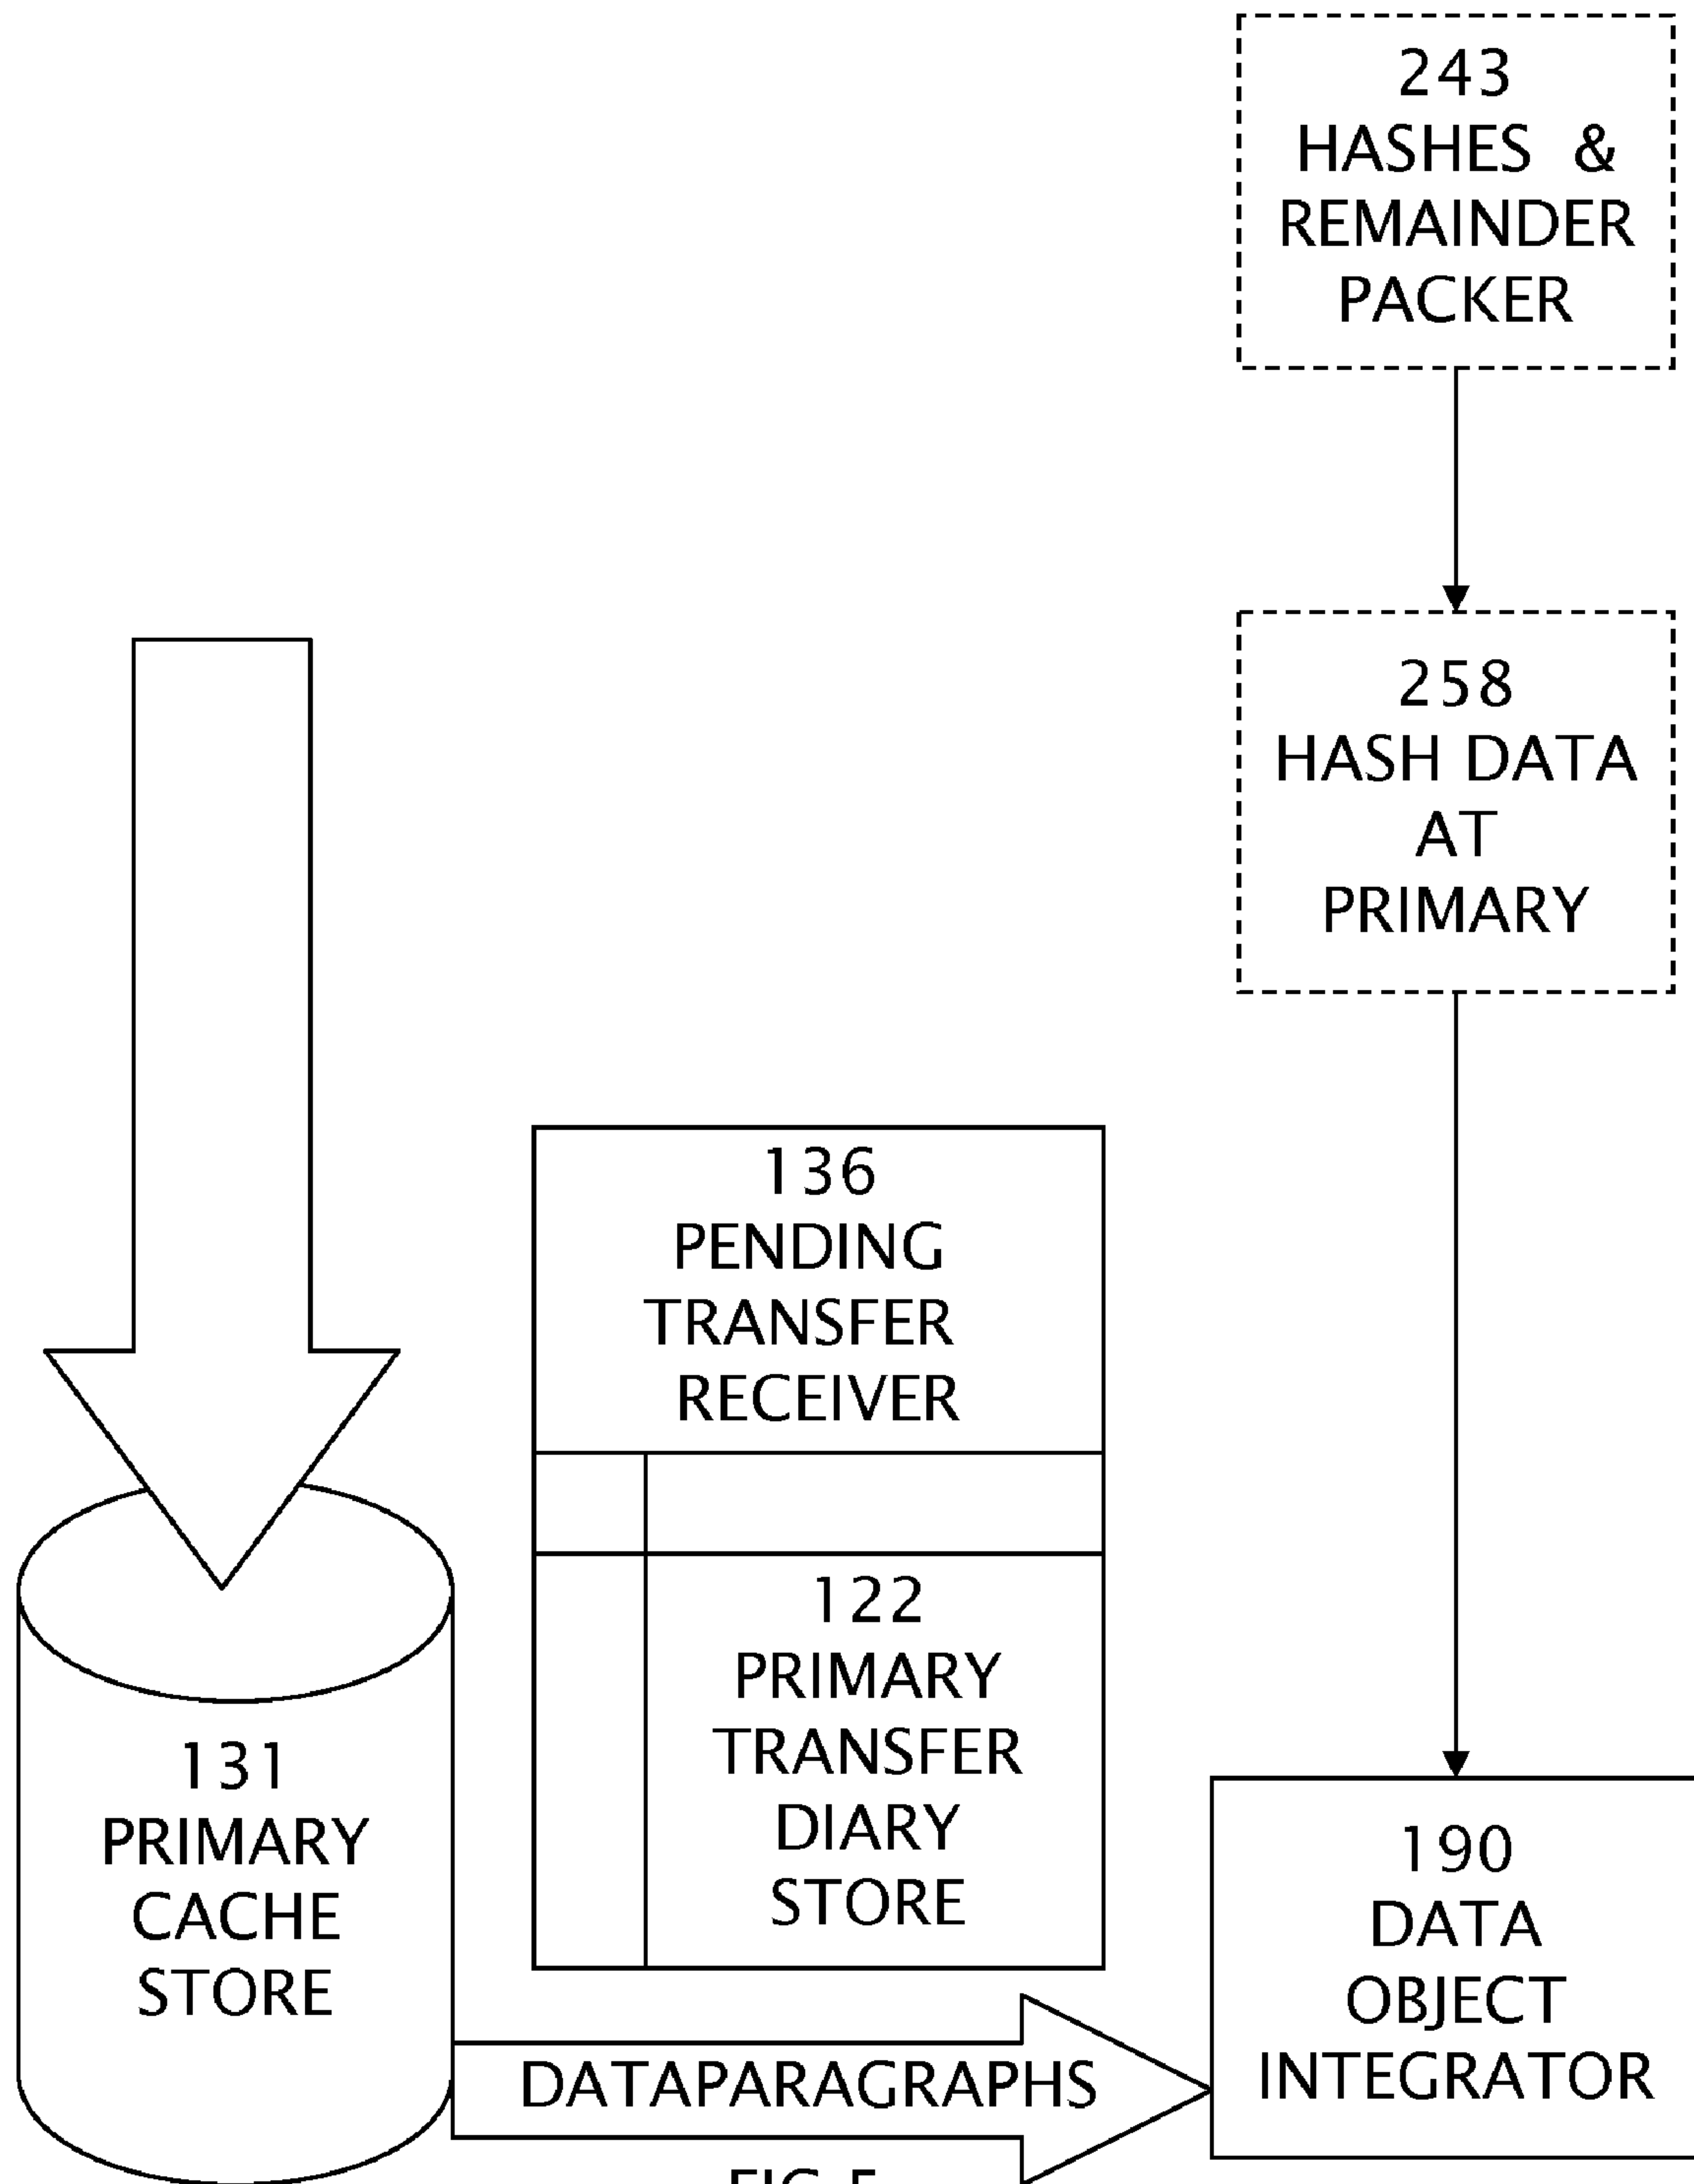 243
HASHES &
REMAINDER
PACKER
258
HASH DATA
AT
PRIMARY
136
PENDING
TRANSFER
RECEIVER
122
PRIMARY
TRANSFER
DIARY
STORE
131
PRIMARY
CACHE
STORE
190
DATA
OBJECT
INTEGRATOR
DATAPARAGRAPHS